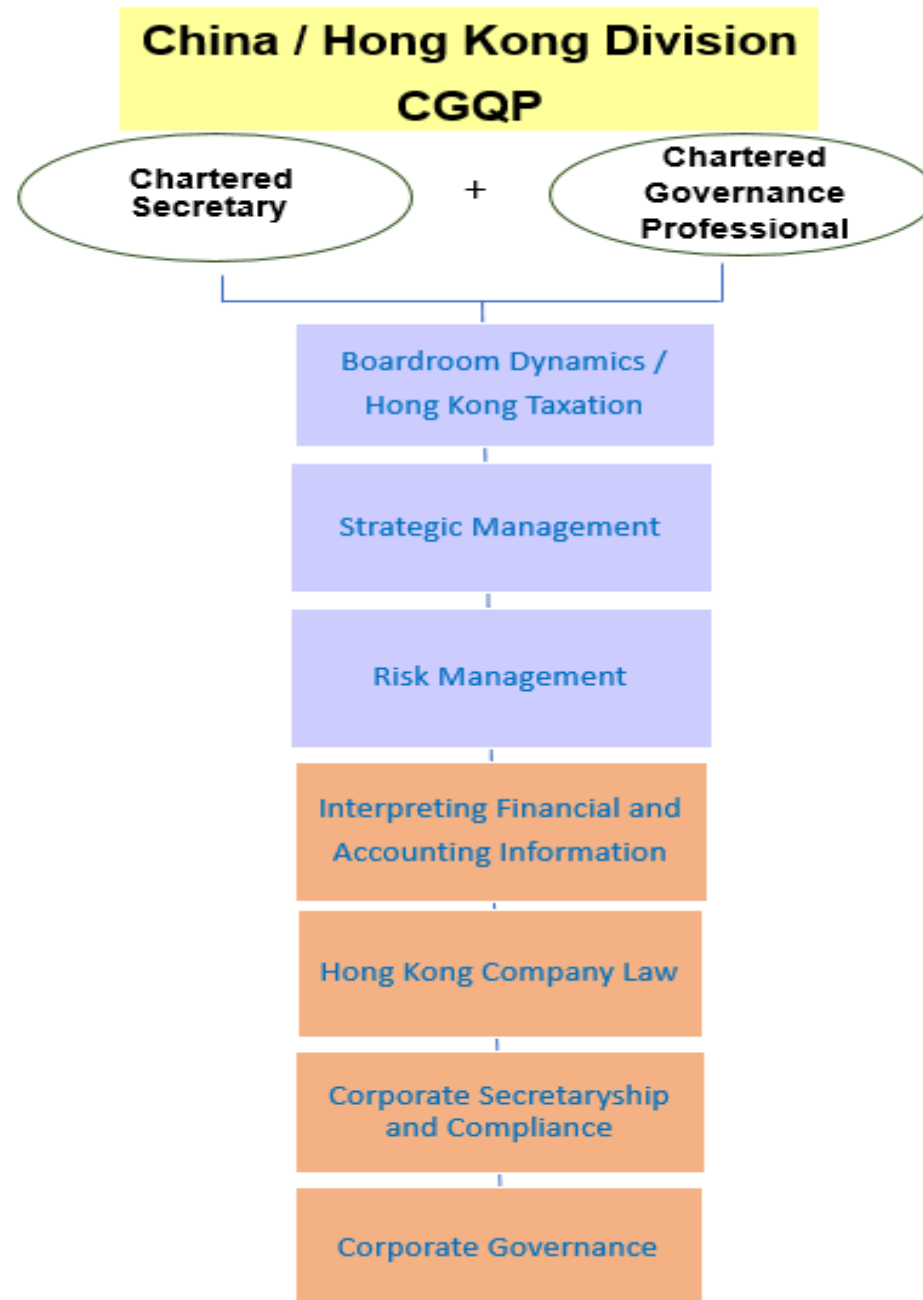 China / Hong Kong Division
CGQP
Chartered
Secretary
+
Chartered
Governance
Professional
Boardroom Dynamics /
Hong Kong Taxation
Strategic Management
Risk Management
Interpreting Financial and
Accounting Information
Hong Kong Company Law
Corporate Secretaryship
and Compliance
Corporate Governance